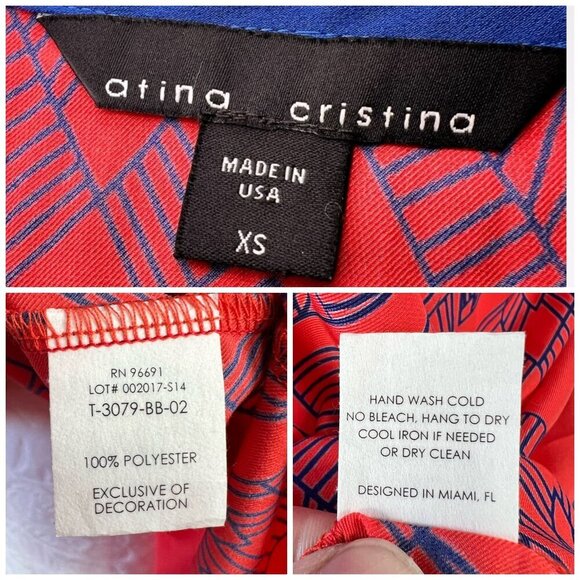 atina cristina
MADE IN
USA
XS
RN 96691
LOT# 002017-S14
T-3079-BB-02
100% POLYESTER
EXCLUSIVE OF
DECORATION
HAND WASH COLD
NO BLEACH, HANG TO DRY
COOL IRON IF NEEDED
OR DRY CLEAN
DESIGNED IN MIAMI, FL